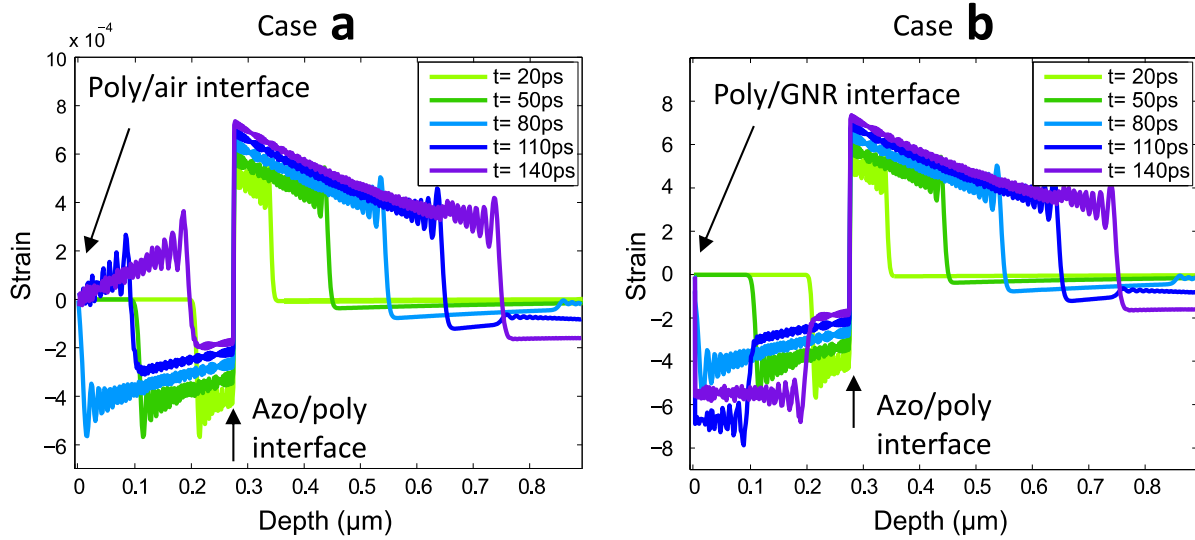 Case a
× 10⁻⁴
Poly/air interface
t= 20ps
t= 50ps
t= 80ps
t= 110ps
t= 140ps
10
8
6
4
2
0
−2
−4
−6
Strain
Azo/poly
interface
0
0.1
0.2
0.3
0.4
0.5
0.6
0.7
0.8
Depth (μm)
Case b
Poly/GNR interface
t= 20ps
t= 50ps
t= 80ps
t= 110ps
t= 140ps
8
6
4
2
0
−2
−4
−6
−8
Strain
Azo/poly
interface
0
0.1
0.2
0.3
0.4
0.5
0.6
0.7
0.8
Depth (μm)